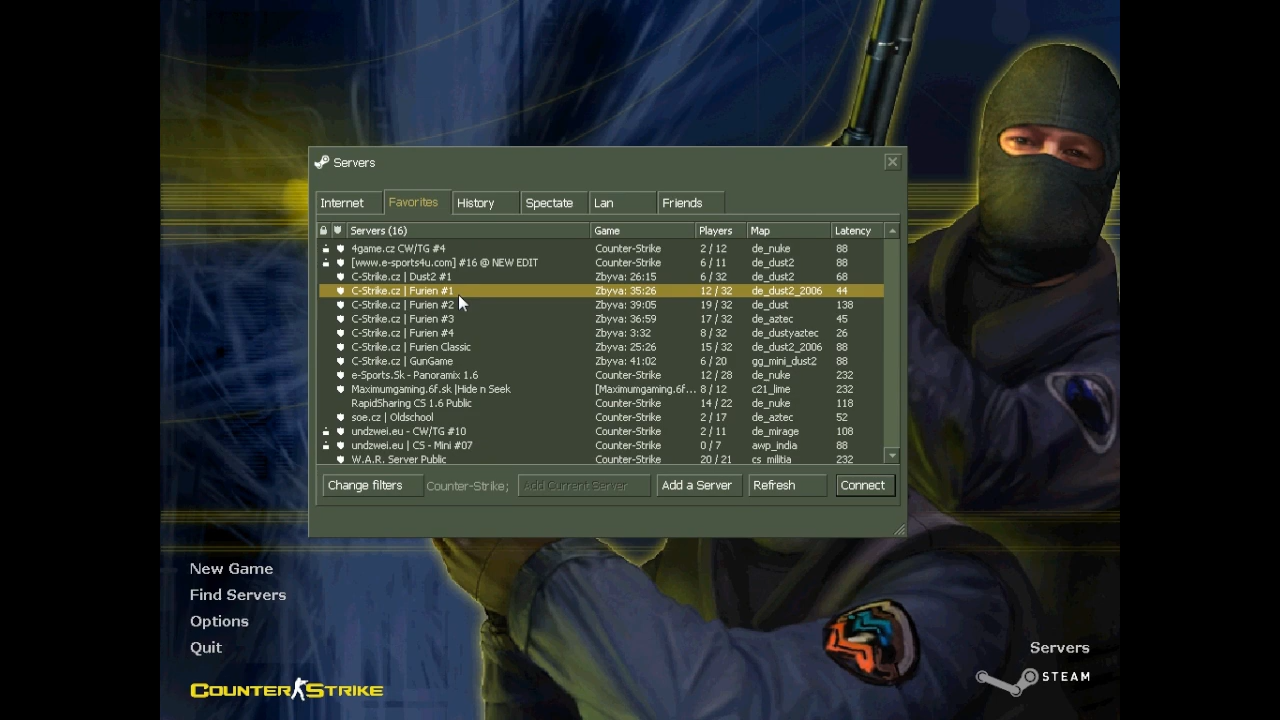 Servers
Internet Favorites History Spectate Lan Friends
Servers (16) Game Players Map Latency
4game.cz CW/TG #4 Counter-Strike 2 / 12 de_nuke 88
[www.e-sports4u.com] #16 @ NEW EDIT Counter-Strike 6 / 11 de_dust2 88
C-Strike.cz | Dust2 #1 Zbyva: 26:15 6 / 32 de_dust2 68
C-Strike.cz | Furien #1 Zbyva: 35:26 12 / 32 de_dust2_2006 44
C-Strike.cz | Furien #2 Zbyva: 39:05 19 / 32 de_dust 138
C-Strike.cz | Furien #3 Zbyva: 36:59 17 / 32 de_aztec 45
C-Strike.cz | Furien #4 Zbyva: 3:32 8 / 32 de_dustyaztec 26
C-Strike.cz | Furien Classic Zbyva: 25:26 15 / 32 de_dust2_2006 88
C-Strike.cz | GunGame Zbyva: 41:02 6 / 20 gg_mini_dust2 88
e-Sports.Sk - Panoramix 1.6 Counter-Strike 12 / 28 de_nuke 232
Maximumgaming.6f.sk |Hide n Seek [Maximumgaming.6f... 8 / 12 c21_lime 232
RapidSharing CS 1.6 Public Counter-Strike 14 / 22 de_nuke 118
soe.cz | Oldschool Counter-Strike 2 / 17 de_aztec 52
undzwei.eu - CW/TG #10 Counter-Strike 2 / 11 de_mirage 108
undzwei.eu | CS - Mini #07 Counter-Strike 0 / 7 awp_india 88
W.A.R. Server Public Counter-Strike 20 / 21 cs_militia 232
Change filters Counter-Strike; Add Current Server Add a Server Refresh Connect
New Game
Find Servers
Options
Quit
Servers
STEAM
COUNTER STRIKE